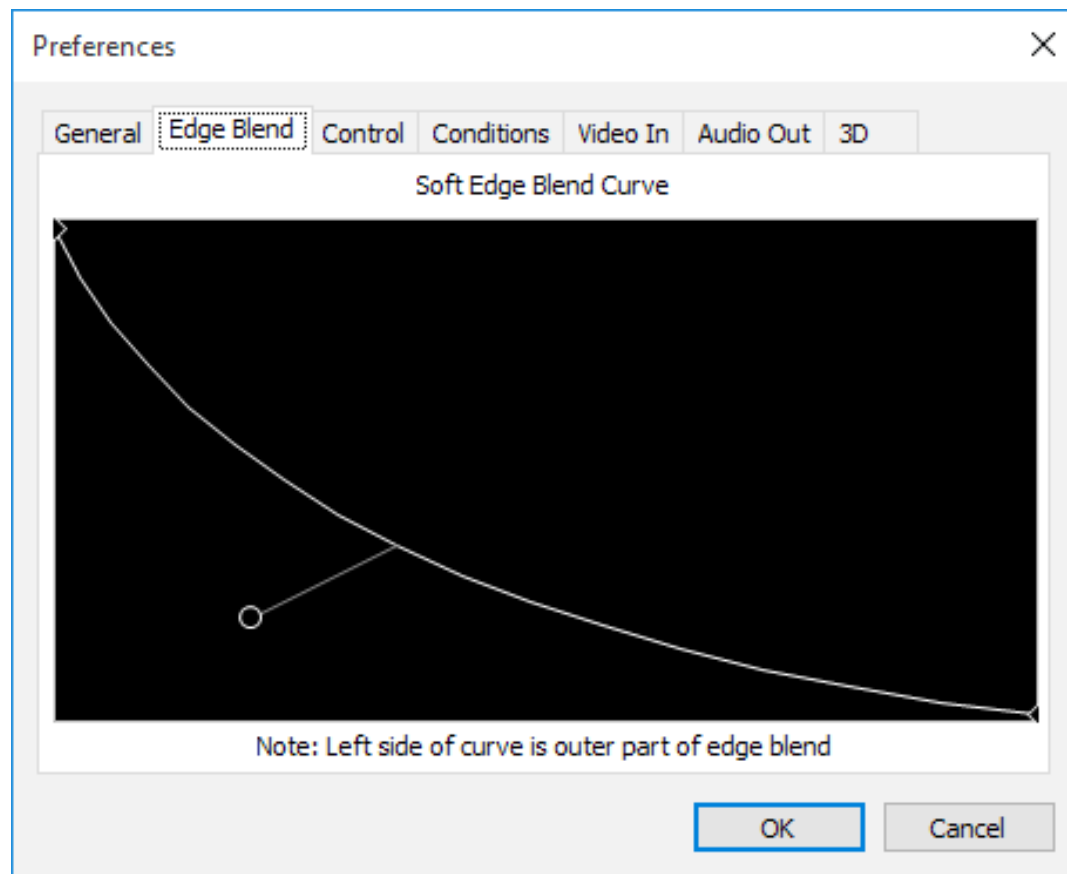 Preferences
General Edge Blend Control Conditions Video In Audio Out 3D
Soft Edge Blend Curve
Note: Left side of curve is outer part of edge blend
OK Cancel